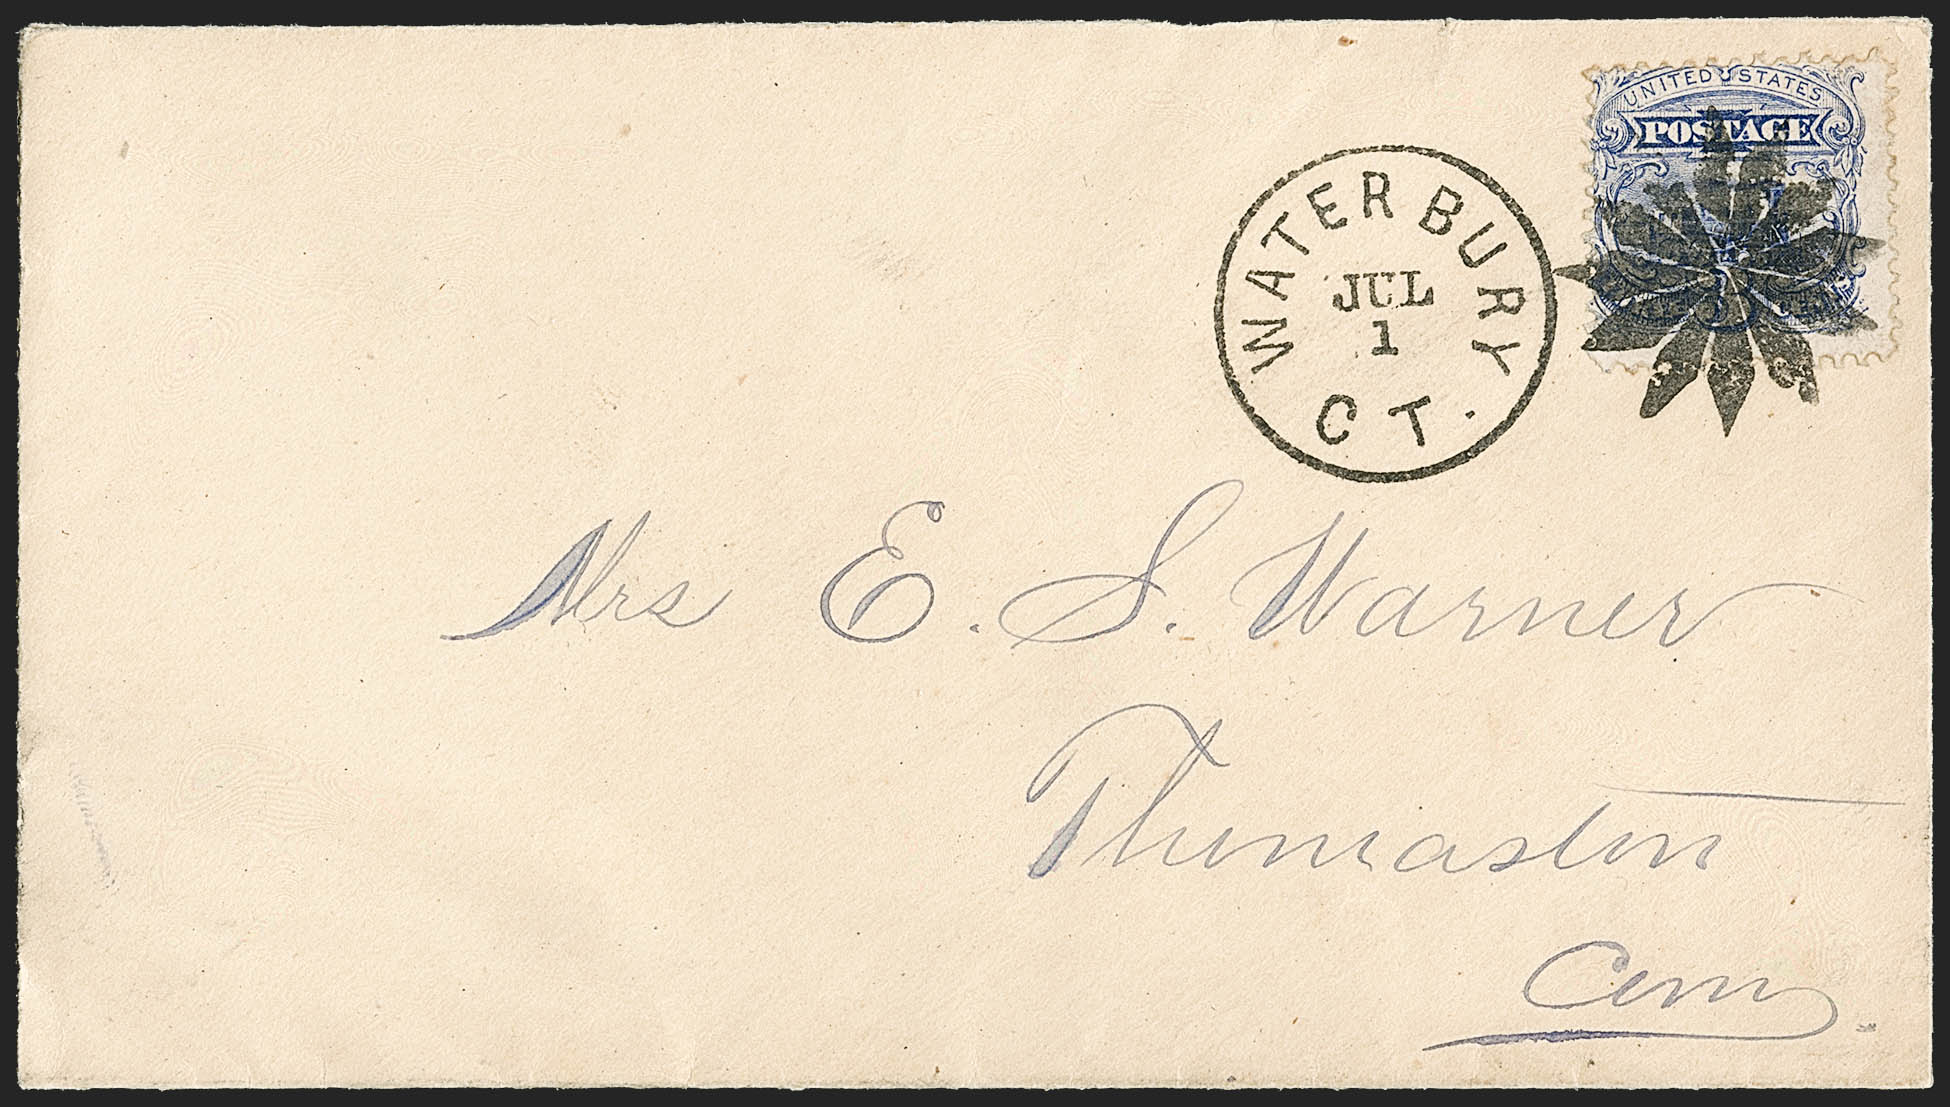 UNITED STATES
POSTAGE
WATERBURY
JUL
1
CT.
Mrs E. S. Warner
Thomaston
Conn